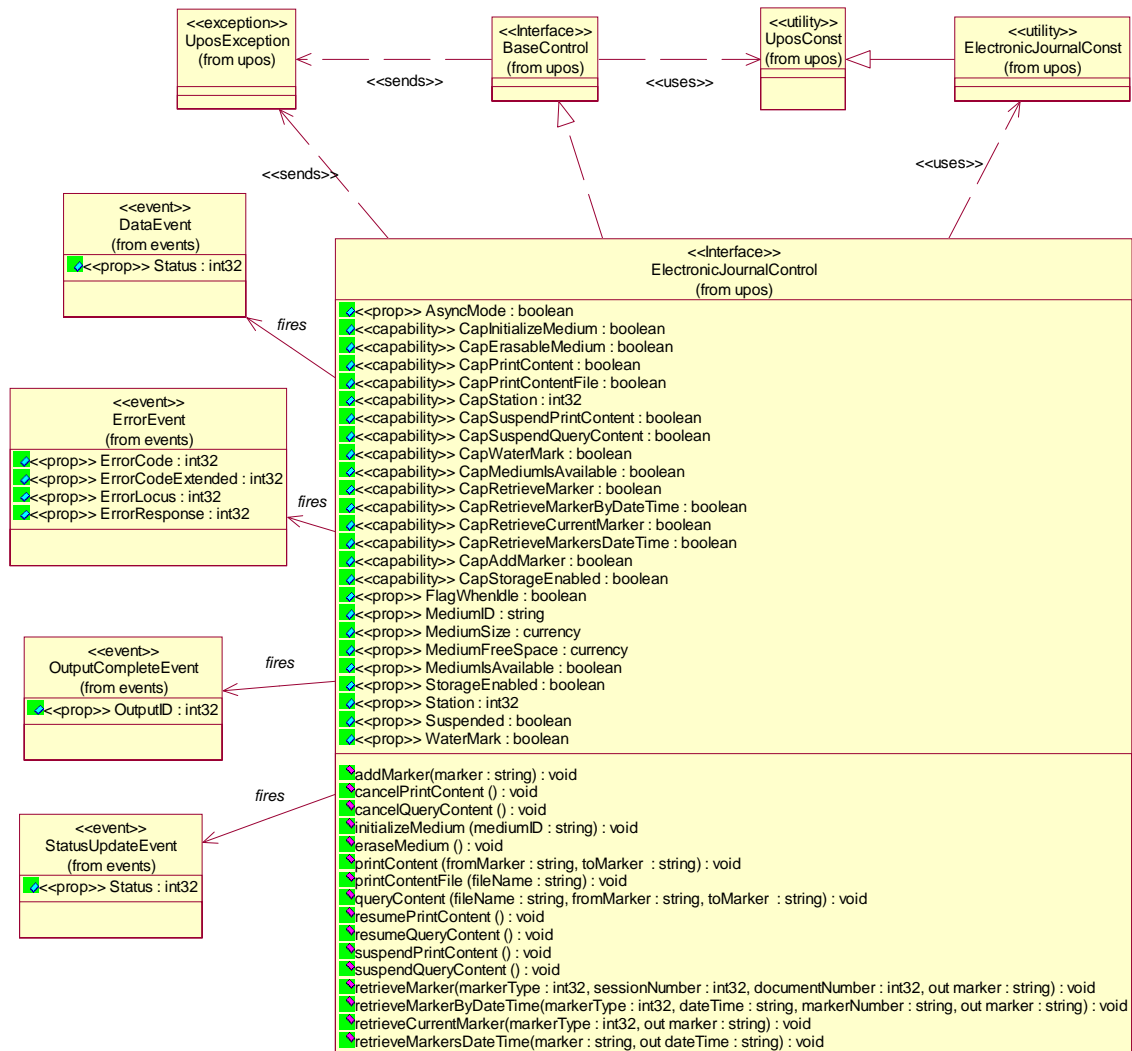 <<exception>>
UposException
(from upos)
<<Interface>>
BaseControl
(from upos)
<<utility>>
UposConst
(from upos)
<<utility>>
ElectronicJournalConst
(from upos)
<<sends>>
<<uses>>
<<sends>>
<<uses>>
<<event>>
DataEvent
(from events)
<<prop>> Status : int32
fires
<<event>>
ErrorEvent
(from events)
<<prop>> ErrorCode : int32
<<prop>> ErrorCodeExtended : int32
<<prop>> ErrorLocus : int32
<<prop>> ErrorResponse : int32
fires
<<event>>
OutputCompleteEvent
(from events)
<<prop>> OutputID : int32
fires
<<event>>
StatusUpdateEvent
(from events)
<<prop>> Status : int32
fires
<<Interface>>
ElectronicJournalControl
(from upos)
<<prop>> AsyncMode : boolean
<<capability>> CapInitializeMedium : boolean
<<capability>> CapErasableMedium : boolean
<<capability>> CapPrintContent : boolean
<<capability>> CapPrintContentFile : boolean
<<capability>> CapStation : int32
<<capability>> CapSuspendPrintContent : boolean
<<capability>> CapSuspendQueryContent : boolean
<<capability>> CapWaterMark : boolean
<<capability>> CapMediumIsAvailable : boolean
<<capability>> CapRetrieveMarker : boolean
<<capability>> CapRetrieveMarkerByDateTime : boolean
<<capability>> CapRetrieveCurrentMarker : boolean
<<capability>> CapRetrieveMarkersDateTime : boolean
<<capability>> CapAddMarker : boolean
<<capability>> CapStorageEnabled : boolean
<<prop>> FlagWhenIdle : boolean
<<prop>> MediumID : string
<<prop>> MediumSize : currency
<<prop>> MediumFreeSpace : currency
<<prop>> MediumIsAvailable : boolean
<<prop>> StorageEnabled : boolean
<<prop>> Station : int32
<<prop>> Suspended : boolean
<<prop>> WaterMark : boolean
addMarker(marker : string) : void
cancelPrintContent () : void
cancelQueryContent () : void
initializeMedium (mediumID : string) : void
eraseMedium () : void
printContent (fromMarker : string, toMarker : string) : void
printContentFile (fileName : string) : void
queryContent (fileName : string, fromMarker : string, toMarker : string) : void
resumePrintContent () : void
resumeQueryContent () : void
suspendPrintContent () : void
suspendQueryContent () : void
retrieveMarker(markerType : int32, sessionNumber : int32, documentNumber : int32, out marker : string) : void
retrieveMarkerByDateTime(markerType : int32, dateTime : string, markerNumber : string, out marker : string) : void
retrieveCurrentMarker(markerType : int32, out marker : string) : void
retrieveMarkersDateTime(marker : string, out dateTime : string) : void